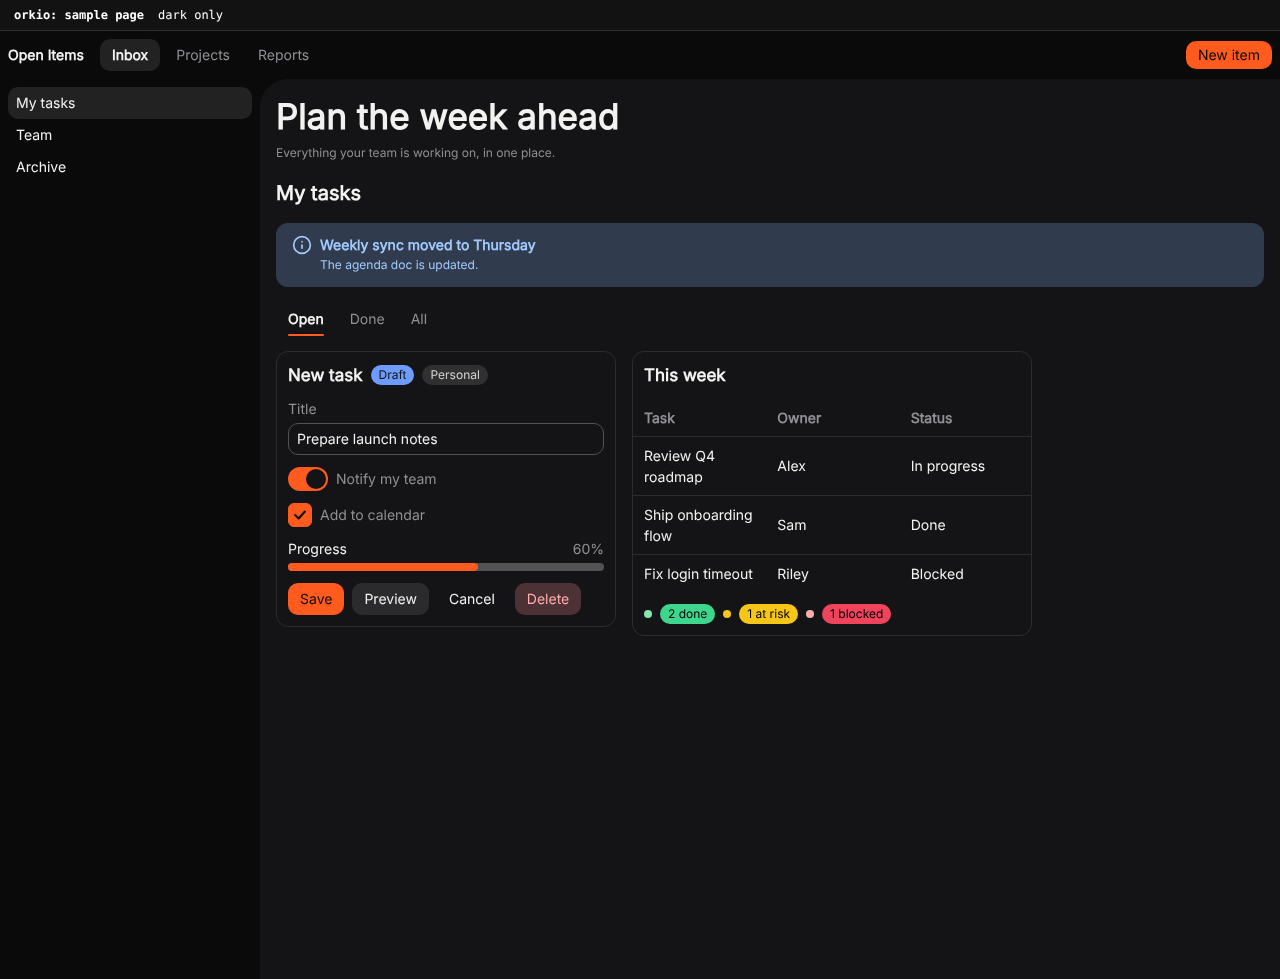 orkio: sample page dark only
Open Items Inbox Projects Reports New item
My tasks
Team
Archive
Plan the week ahead
Everything your team is working on, in one place.
My tasks
Weekly sync moved to Thursday
The agenda doc is updated.
Open Done All
New task Draft Personal
Title
Prepare launch notes
Notify my team
Add to calendar
Progress 60%
Save Preview Cancel Delete
This week
Task Owner Status
Review Q4
roadmap Alex In progress
Ship onboarding
flow Sam Done
Fix login timeout Riley Blocked
2 done 1 at risk 1 blocked